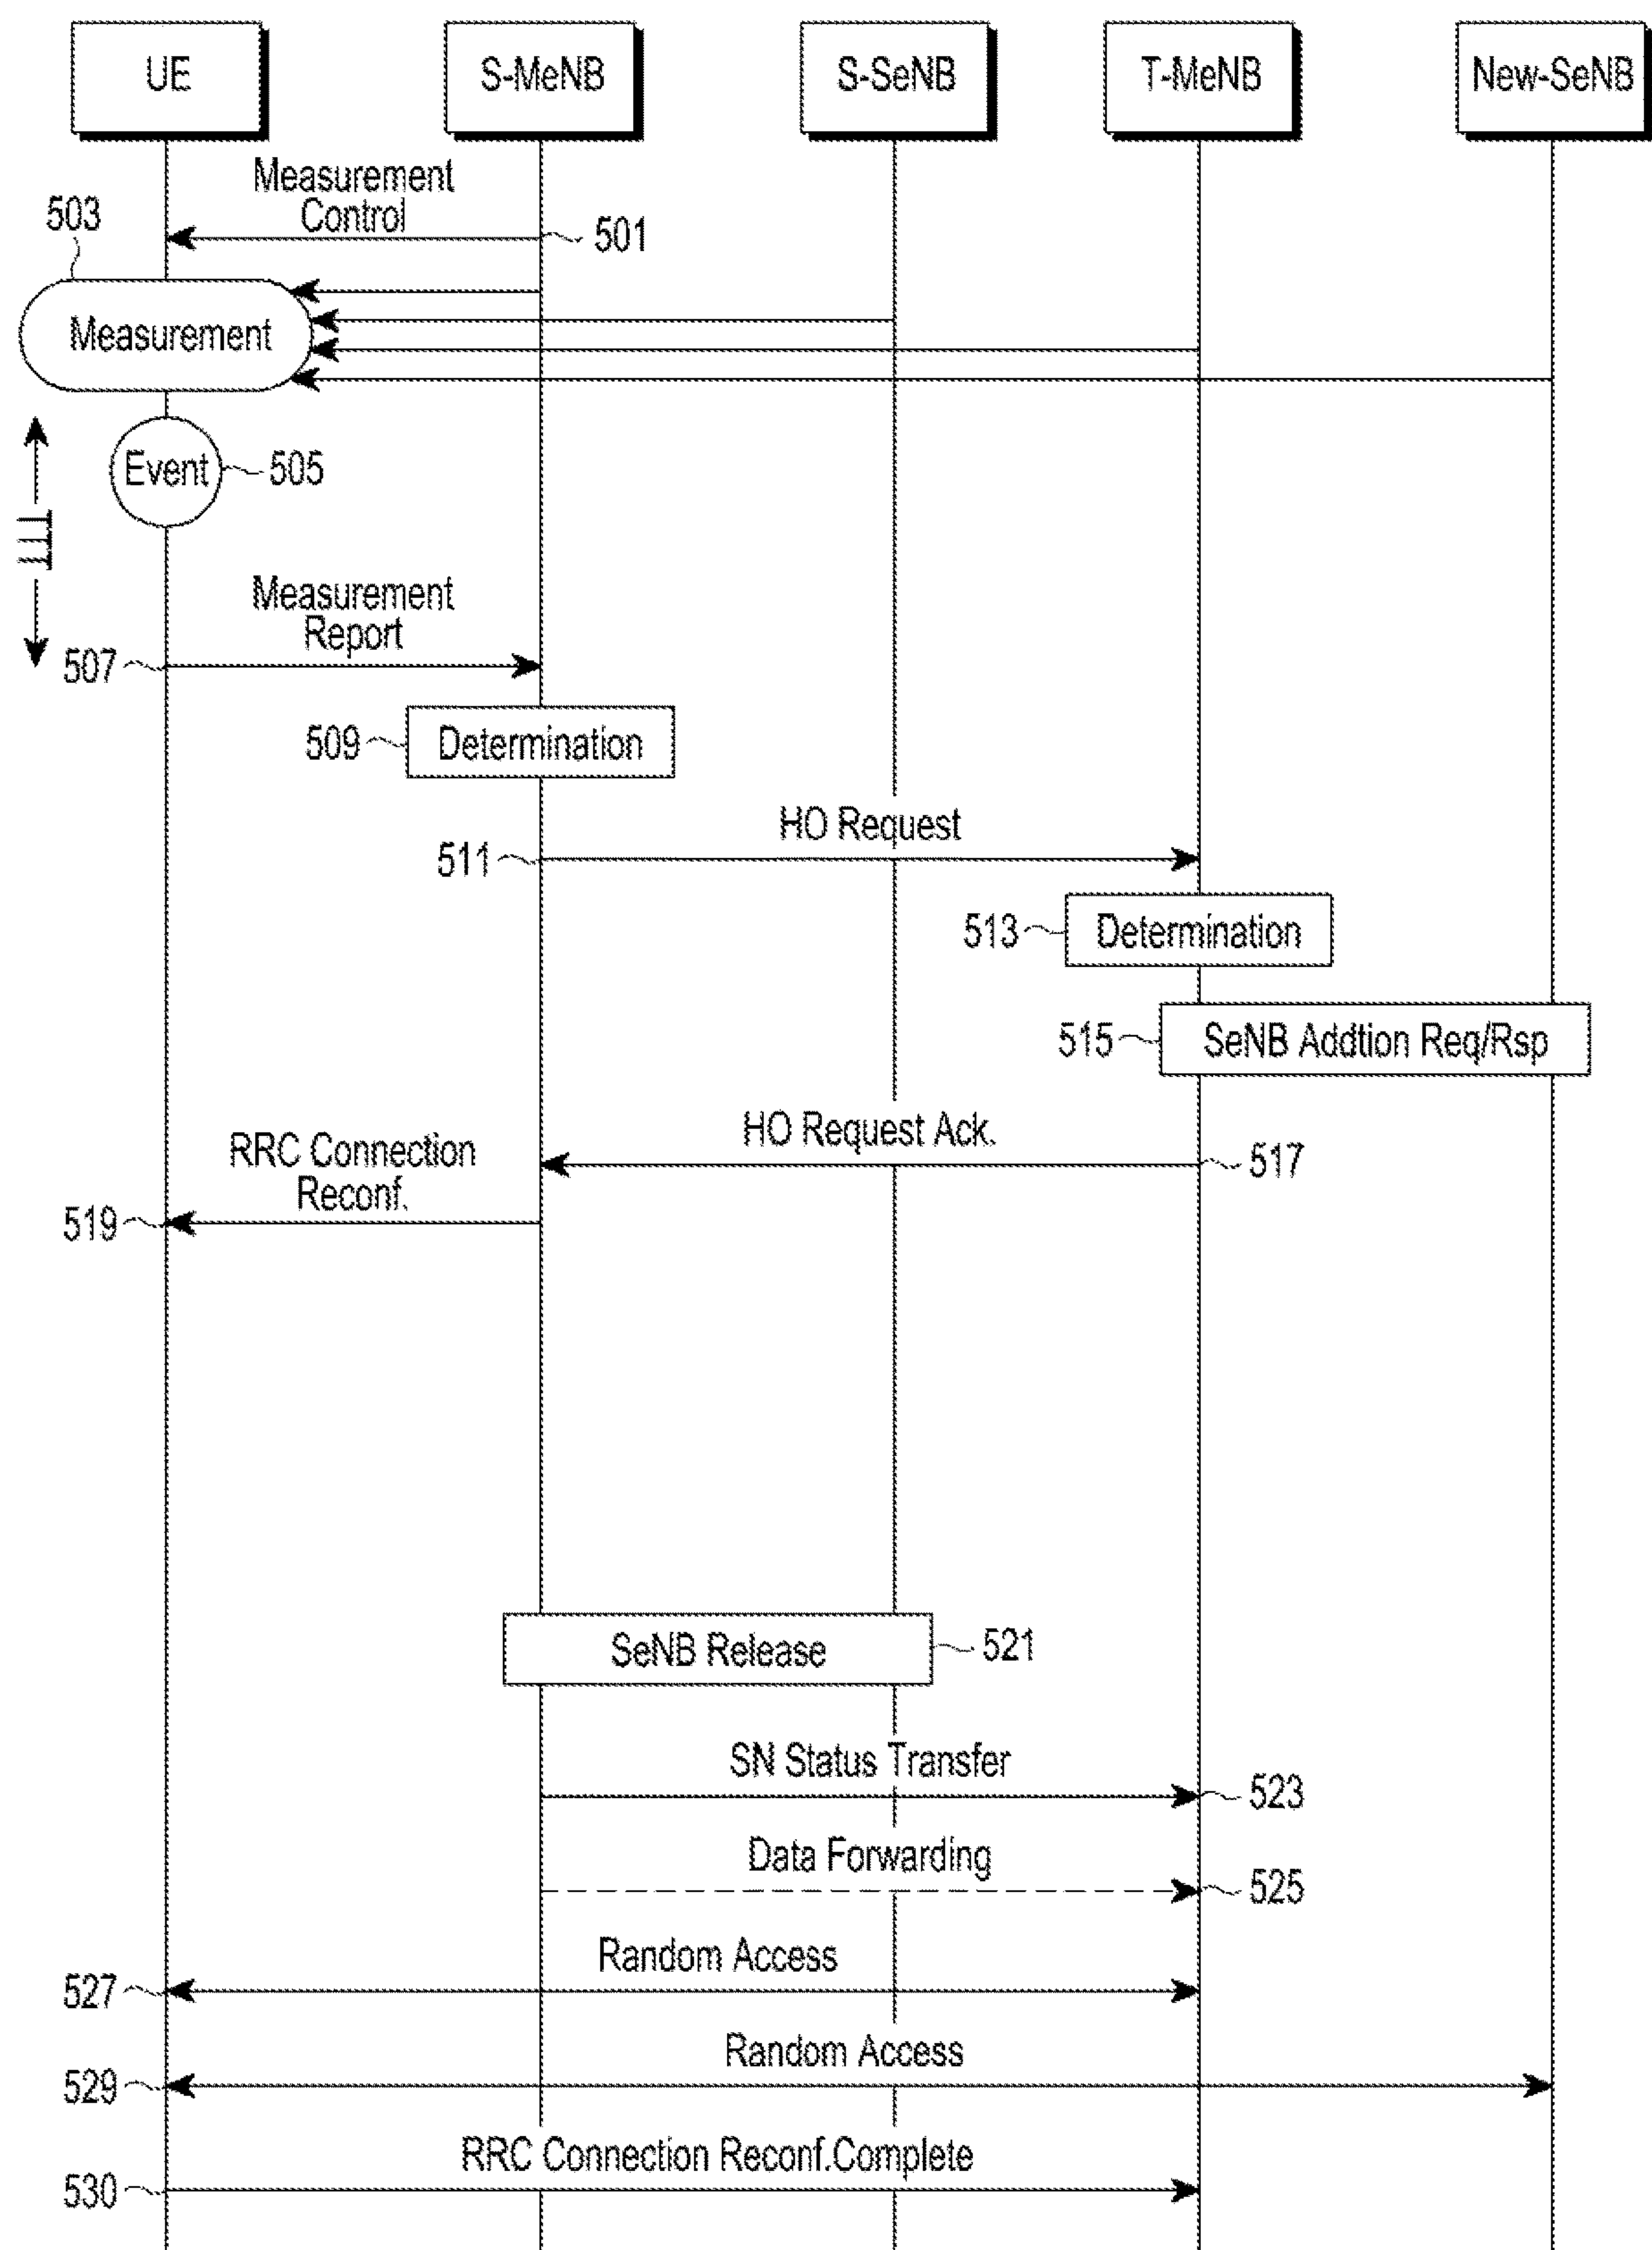 UE
S-MeNB
S-SeNB
T-MeNB
New-SeNB
Measurement
Control
503
501
Measurement
Event
505
TTT
Measurement
Report
507
509
Determination
HO Request
511
513
Determination
515
SeNB Addtion Req/Rsp
HO Request Ack.
517
RRC Connection
Reconf.
519
SeNB Release
521
SN Status Transfer
523
Data Forwarding
525
Random Access
527
Random Access
529
RRC Connection Reconf.Complete
530